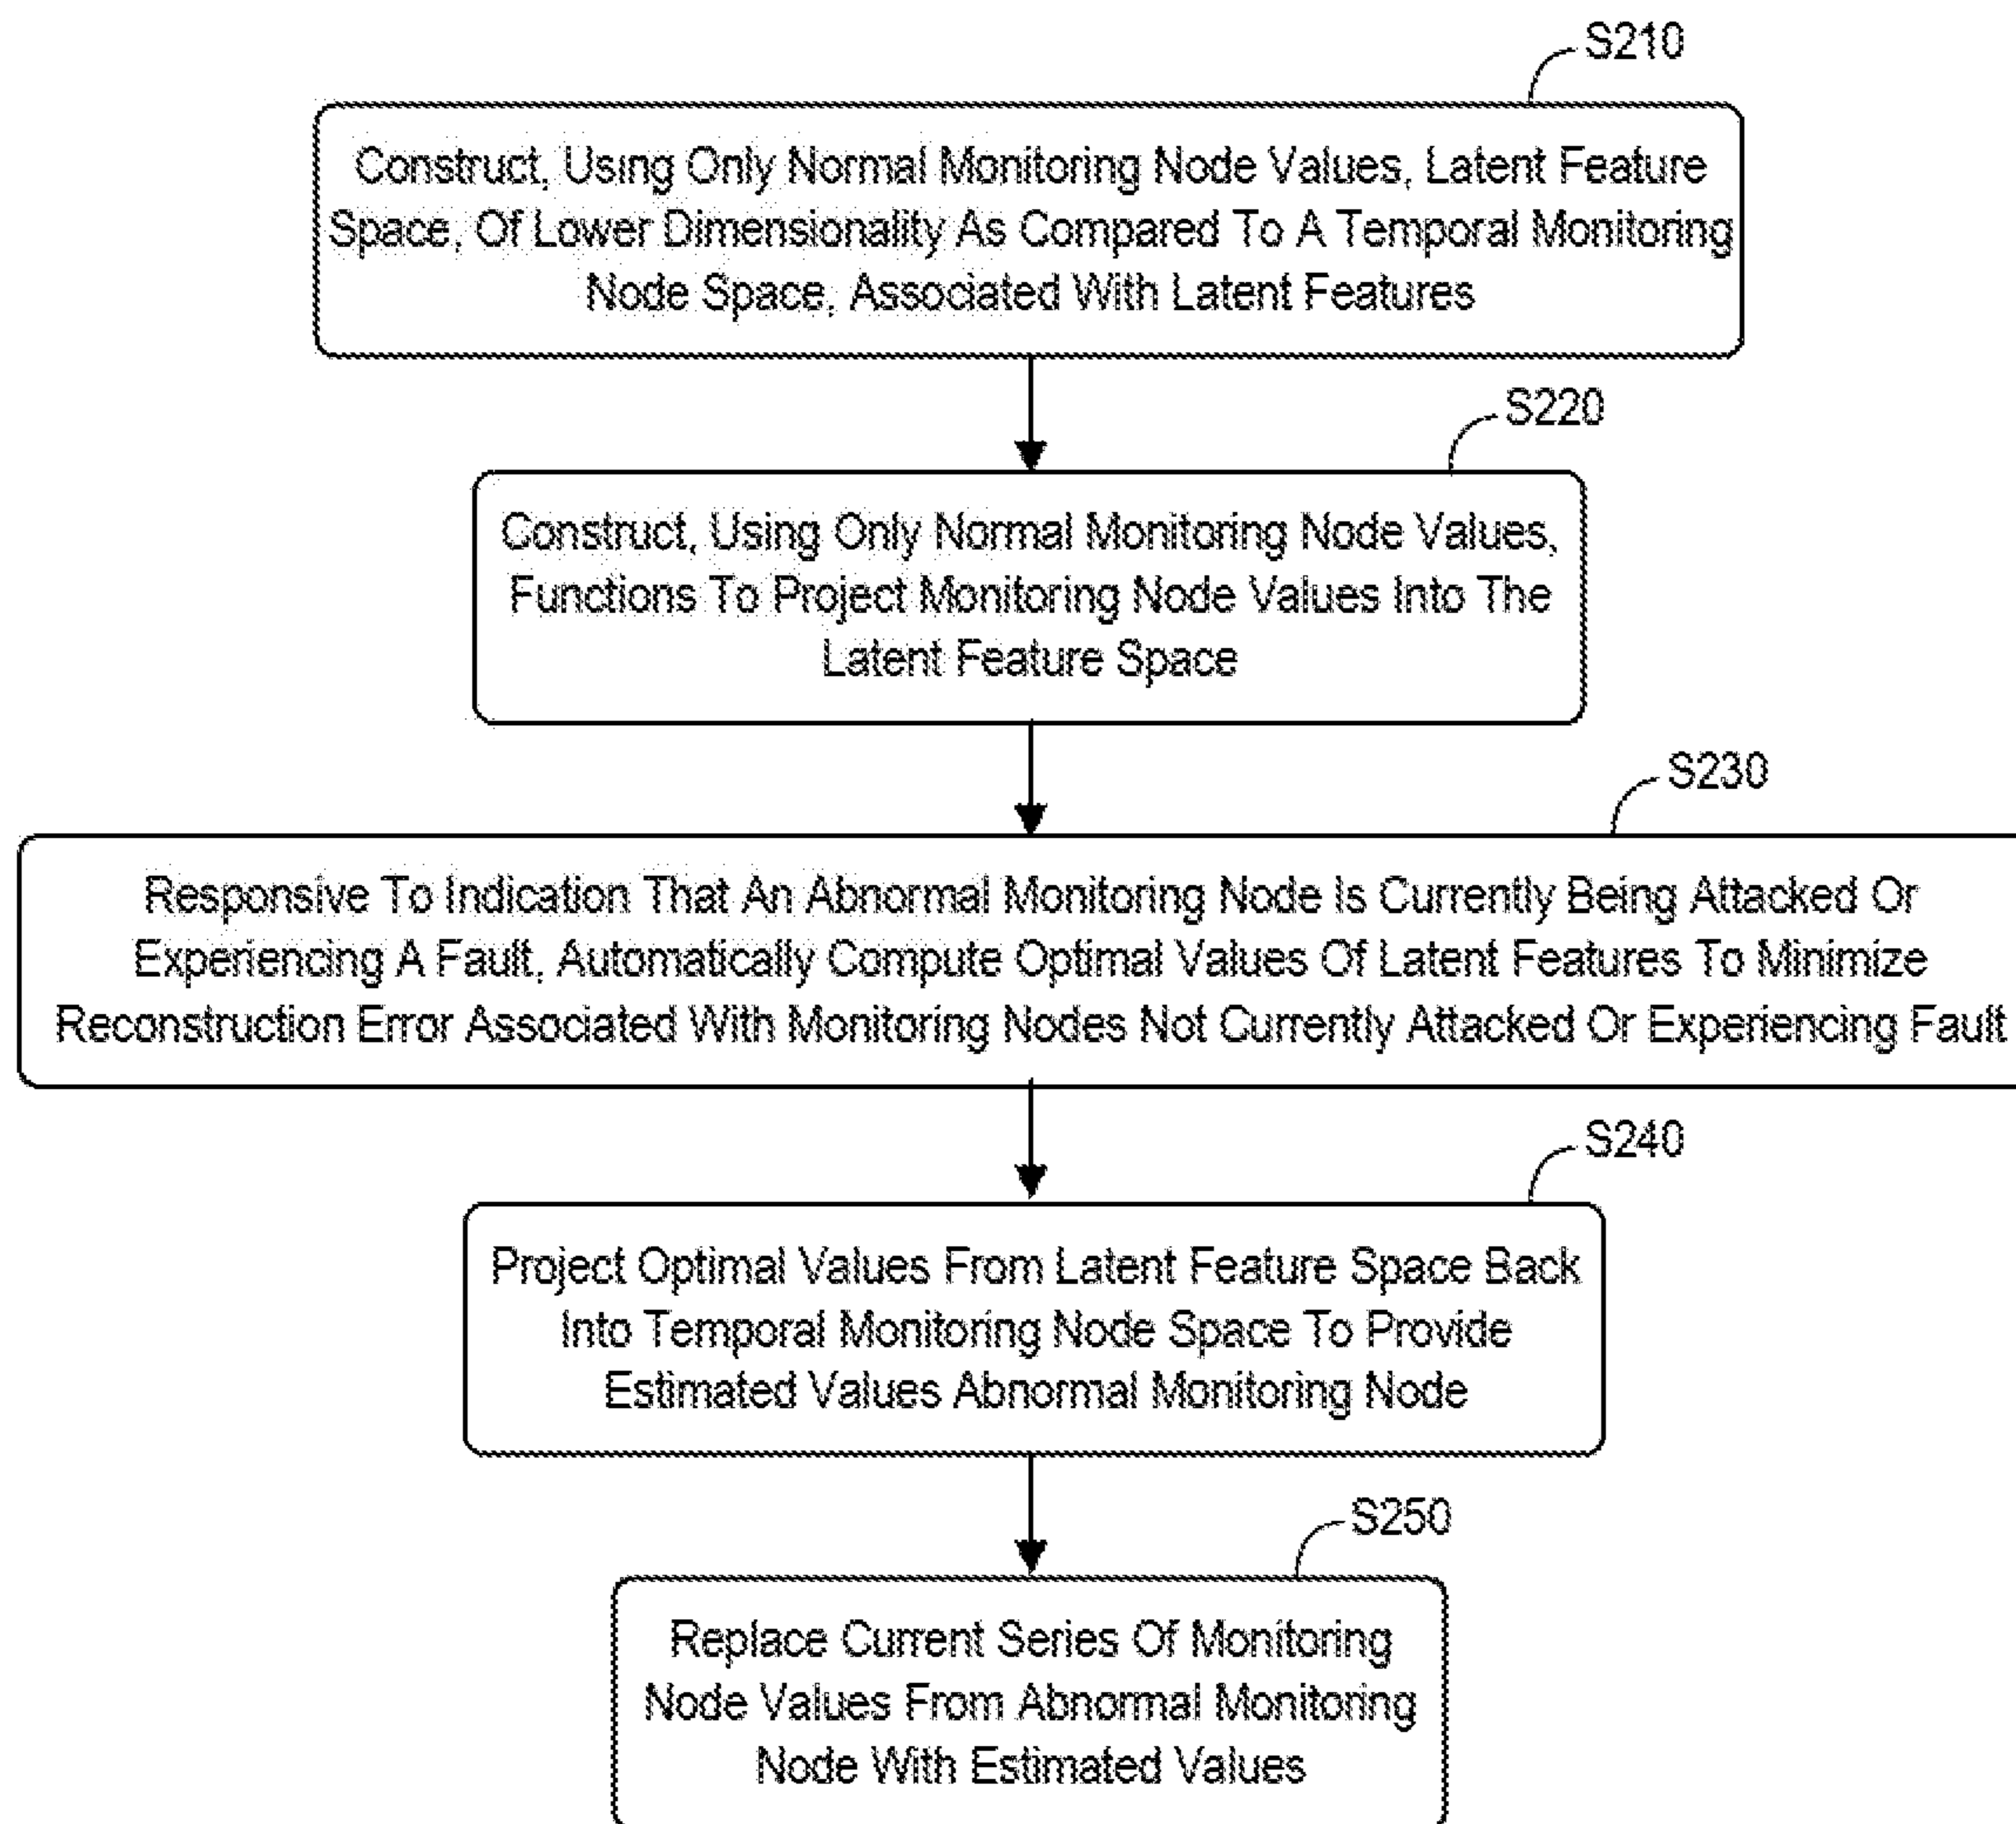 S210
Construct, Using Only Normal Monitoring Node Values, Latent Feature
Space, Of Lower Dimensionality As Compared To A Temporal Monitoring
Node Space, Associated With Latent Features
S220
Construct, Using Only Normal Monitoring Node Values,
Functions To Project Monitoring Node Values Into The
Latent Feature Space
S230
Responsive To Indication That An Abnormal Monitoring Node Is Currently Being Attacked Or
Experiencing A Fault, Automatically Compute Optimal Values Of Latent Features To Minimize
Reconstruction Error Associated With Monitoring Nodes Not Currently Attacked Or Experiencing Fault
S240
Project Optimal Values From Latent Feature Space Back
Into Temporal Monitoring Node Space To Provide
Estimated Values Abnormal Monitoring Node
S250
Replace Current Series Of Monitoring
Node Values From Abnormal Monitoring
Node With Estimated Values